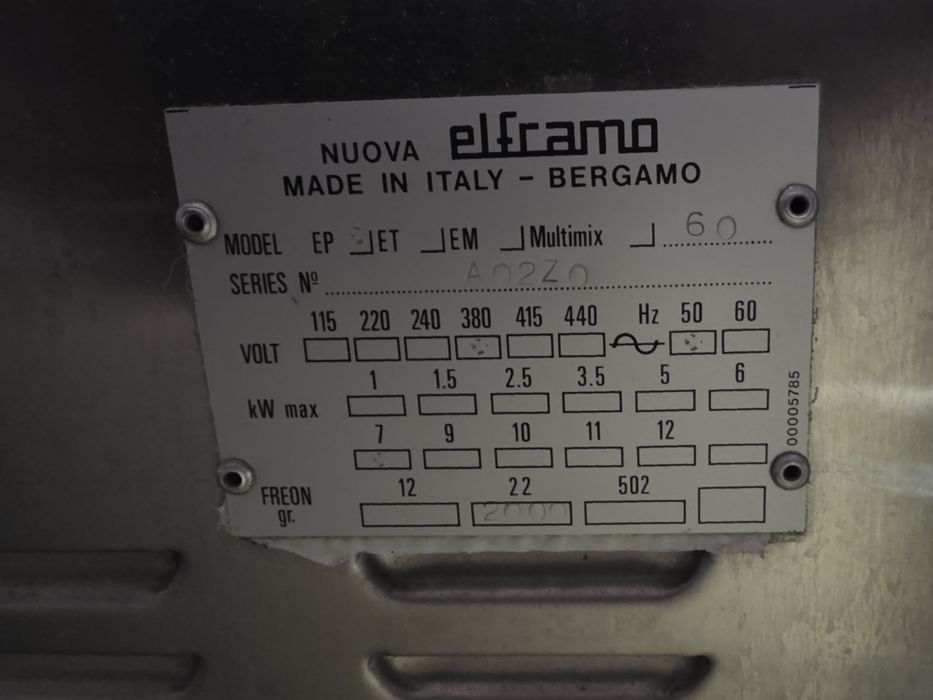 NUOVA elframo
MADE IN ITALY - BERGAMO
MODEL EP ET EM Multimix 60
SERIES Nº A02Z0
115 220 240 380 415 440 Hz 50 60
VOLT
1 1.5 2.5 3.5 5 6
kW max
7 9 10 11 12
FREON 12 22 502
gr. 2000
00005785